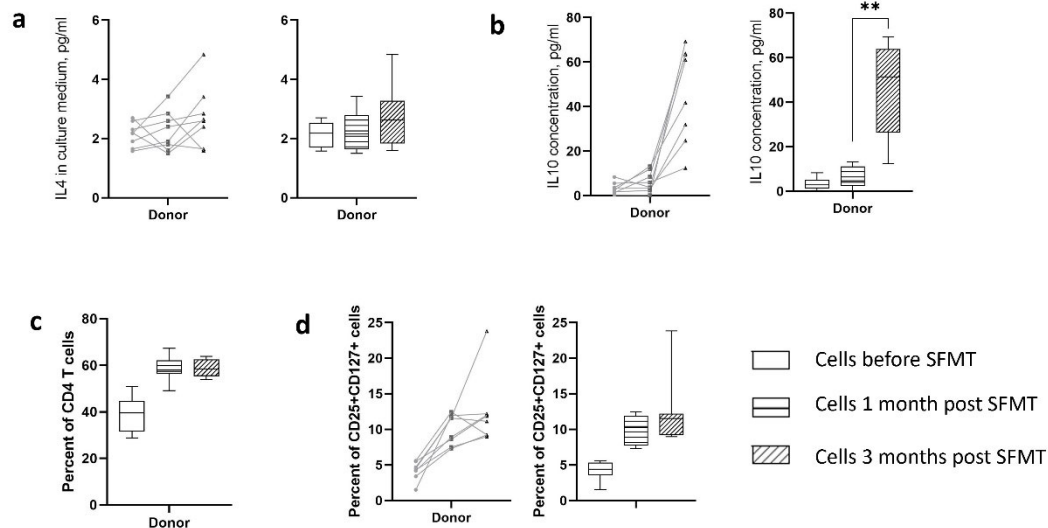 a
IL4 in culture medium, pg/ml
6
4
2
0
Donor
6
4
2
0
Donor
b
IL10 concentration, pg/ml
80
60
40
20
0
Donor
IL10 concentration, pg/ml
80
60
40
20
0
**
Donor
c
Percent of CD4 T cells
80
60
40
20
0
Donor
d
Percent of CD25+CD127+ cells
25
20
15
10
5
0
Donor
Percent of CD25+CD127+ cells
25
20
15
10
5
0
Cells before SFMT
Cells 1 month post SFMT
Cells 3 months post SFMT